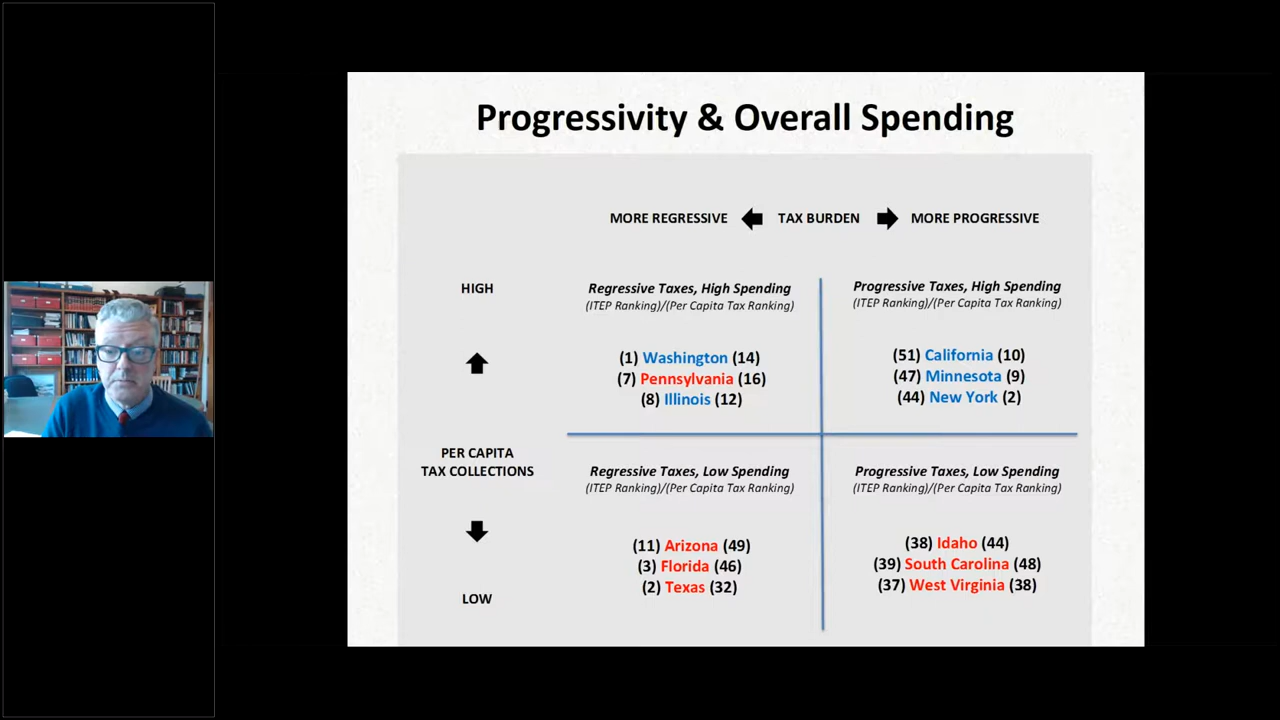 Progressivity & Overall Spending
MORE REGRESSIVE TAX BURDEN MORE PROGRESSIVE
HIGH
Regressive Taxes, High Spending
(ITEP Ranking)/(Per Capita Tax Ranking)
(1) Washington (14)
(7) Pennsylvania (16)
(8) Illinois (12)
Progressive Taxes, High Spending
(ITEP Ranking)/(Per Capita Tax Ranking)
(51) California (10)
(47) Minnesota (9)
(44) New York (2)
PER CAPITA
TAX COLLECTIONS
LOW
Regressive Taxes, Low Spending
(ITEP Ranking)/(Per Capita Tax Ranking)
(11) Arizona (49)
(3) Florida (46)
(2) Texas (32)
Progressive Taxes, Low Spending
(ITEP Ranking)/(Per Capita Tax Ranking)
(38) Idaho (44)
(39) South Carolina (48)
(37) West Virginia (38)